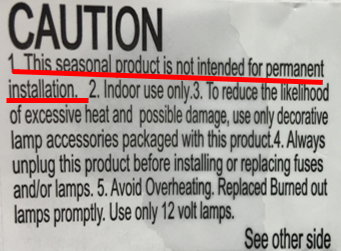 CAUTION
1. This seasonal product is not intended for permanent
installation. 2. Indoor use only.3. To reduce the likelihood
of excessive heat and possible damage, use only decorative
lamp accessories packaged with this product.4. Always
unplug this product before installing or replacing fuses
and/or lamps. 5. Avoid Overheating. Replaced Burned out
lamps promptly. Use only 12 volt lamps.
See other side